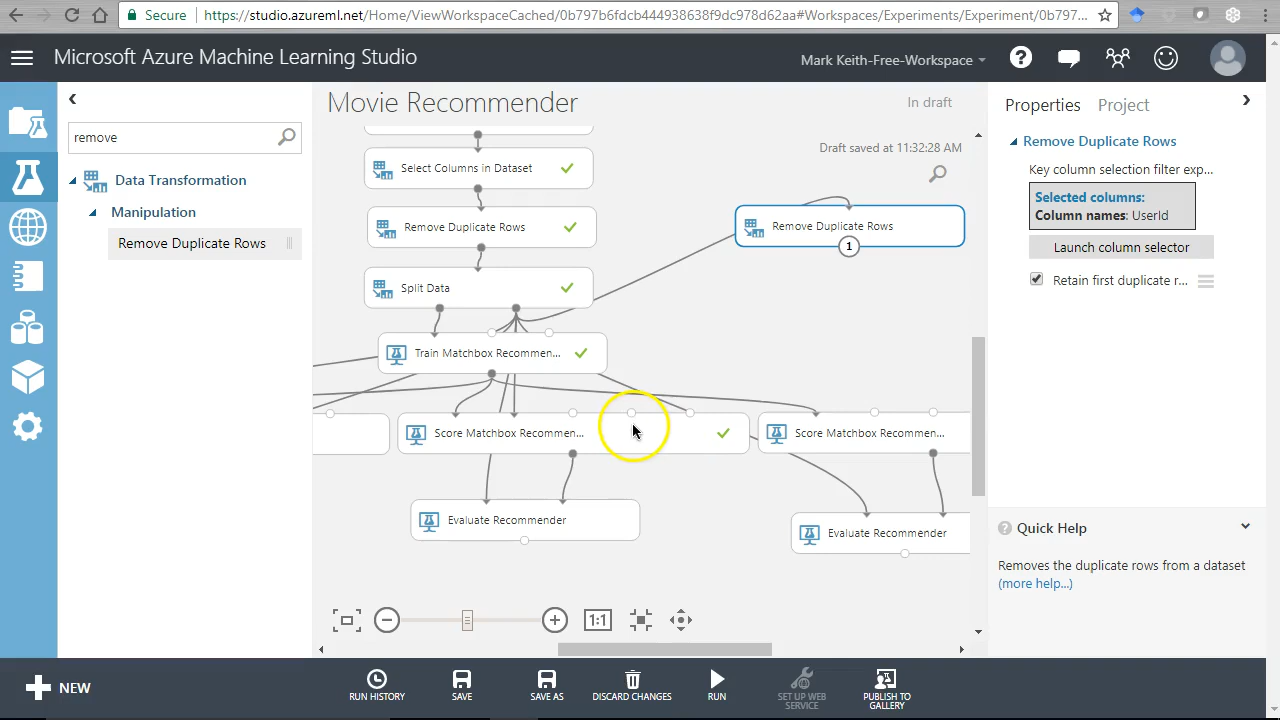 Secure
https://studio.azureml.net/Home/ViewWorkspaceCached/0b797b6fdcb444938638f9dc978d62aa#Workspaces/Experiments/Experiment/0b797...
Microsoft Azure Machine Learning Studio
Mark Keith-Free-Workspace
remove
Data Transformation
Manipulation
Remove Duplicate Rows
Movie Recommender
In draft
Draft saved at 11:32:28 AM
Select Columns in Dataset
Remove Duplicate Rows
Remove Duplicate Rows
1
Split Data
Train Matchbox Recommen...
Score Matchbox Recommen...
Score Matchbox Recommen...
Evaluate Recommender
Evaluate Recommender
1:1
Properties
Project
Remove Duplicate Rows
Key column selection filter exp...
Selected columns:
Column names: UserId
Launch column selector
Retain first duplicate r...
Quick Help
Removes the duplicate rows from a dataset
(more help...)
NEW
RUN HISTORY
SAVE
SAVE AS
DISCARD CHANGES
RUN
SET UP WEB
SERVICE
PUBLISH TO
GALLERY